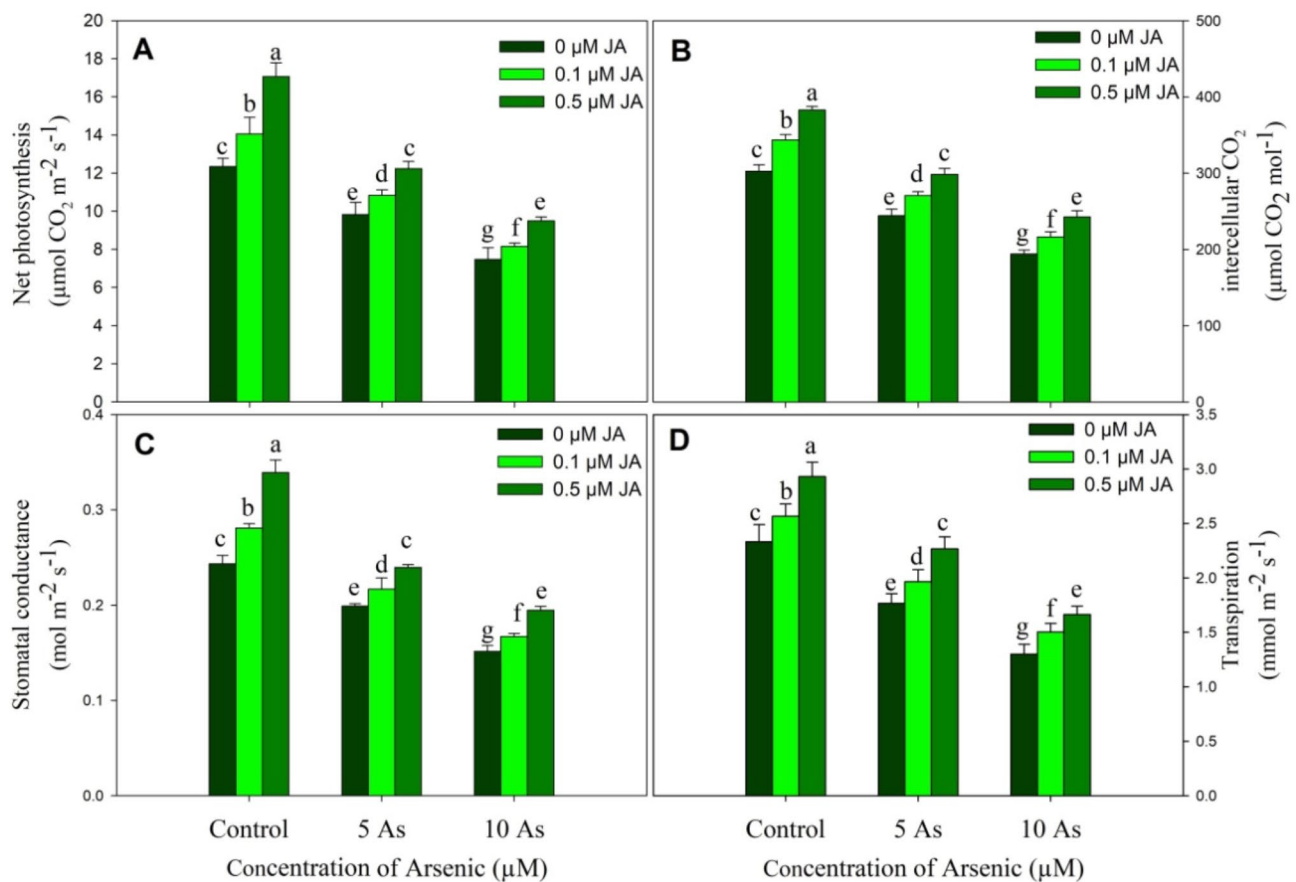 A
0 µM JA
0.1 µM JA
0.5 µM JA
Net photosynthesis
(µmol CO₂ m⁻² s⁻¹)
20
18
16
14
12
10
8
6
4
2
0
c b a
e d c
g f e
B
0 µM JA
0.1 µM JA
0.5 µM JA
intercellular CO₂
(µmol CO2 mol⁻¹)
500
400
300
200
100
0
c b a
e d c
g f e
C
0 µM JA
0.1 µM JA
0.5 µM JA
Stomatal conductance
(mol m⁻² s⁻¹)
0.4
0.3
0.2
0.1
0.0
c b a
e d c
g f e
Control 5 As 10 As
Concentration of Arsenic (µM)
D
0 µM JA
0.1 µM JA
0.5 µM JA
Transpiration
(mmol m⁻² s⁻¹)
3.5
3.0
2.5
2.0
1.5
1.0
0.5
0.0
c b a
e d c
g f e
Control 5 As 10 As
Concentration of Arsenic (µM)